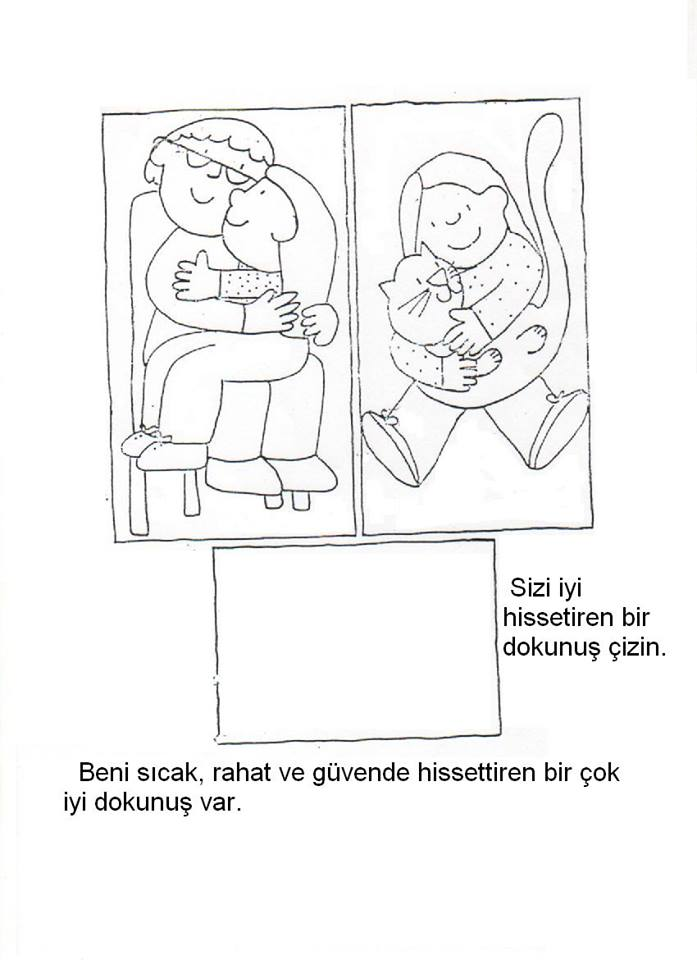 Sizi iyi
hissetiren bir
dokunuş çizin.
Beni sıcak, rahat ve güvende hissettiren bir çok
iyi dokunuş var.